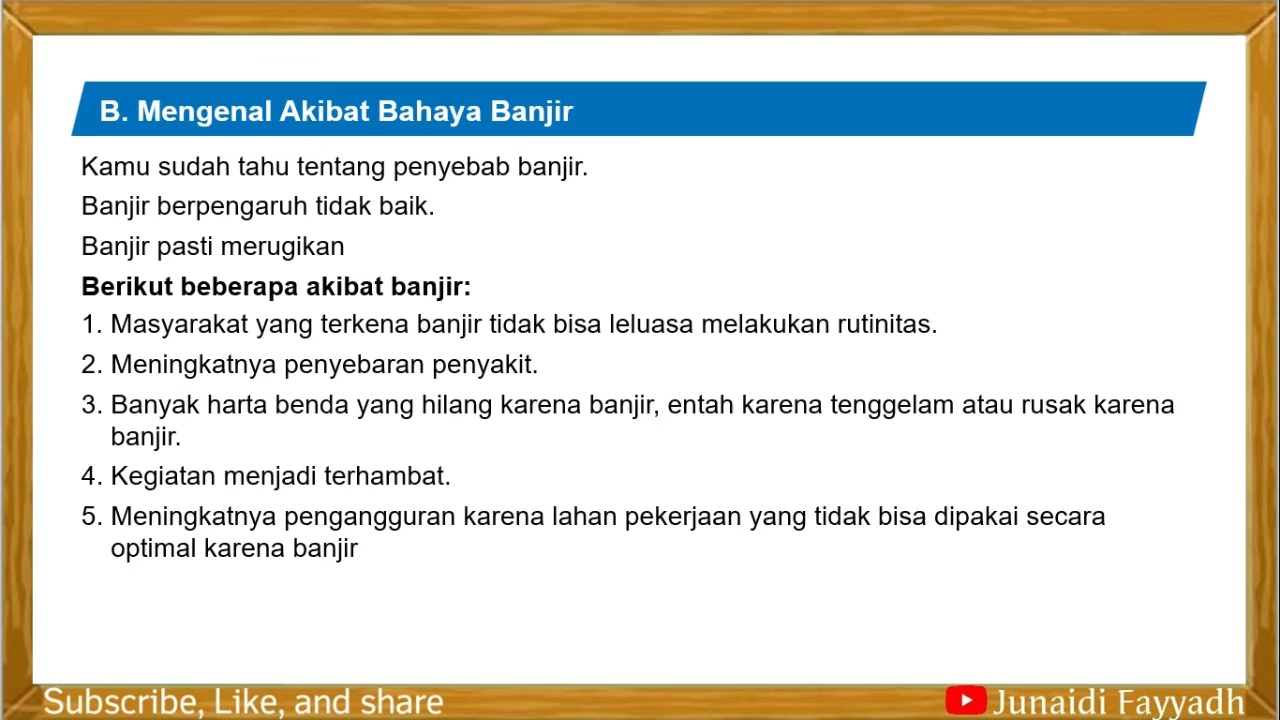 B. Mengenal Akibat Bahaya Banjir
Kamu sudah tahu tentang penyebab banjir.
Banjir berpengaruh tidak baik.
Banjir pasti merugikan
Berikut beberapa akibat banjir:
1. Masyarakat yang terkena banjir tidak bisa leluasa melakukan rutinitas.
2. Meningkatnya penyebaran penyakit.
3. Banyak harta benda yang hilang karena banjir, entah karena tenggelam atau rusak karena
banjir.
4. Kegiatan menjadi terhambat.
5. Meningkatnya pengangguran karena lahan pekerjaan yang tidak bisa dipakai secara
optimal karena banjir
Subscribe, Like, and share
Junaidi Fayyadh